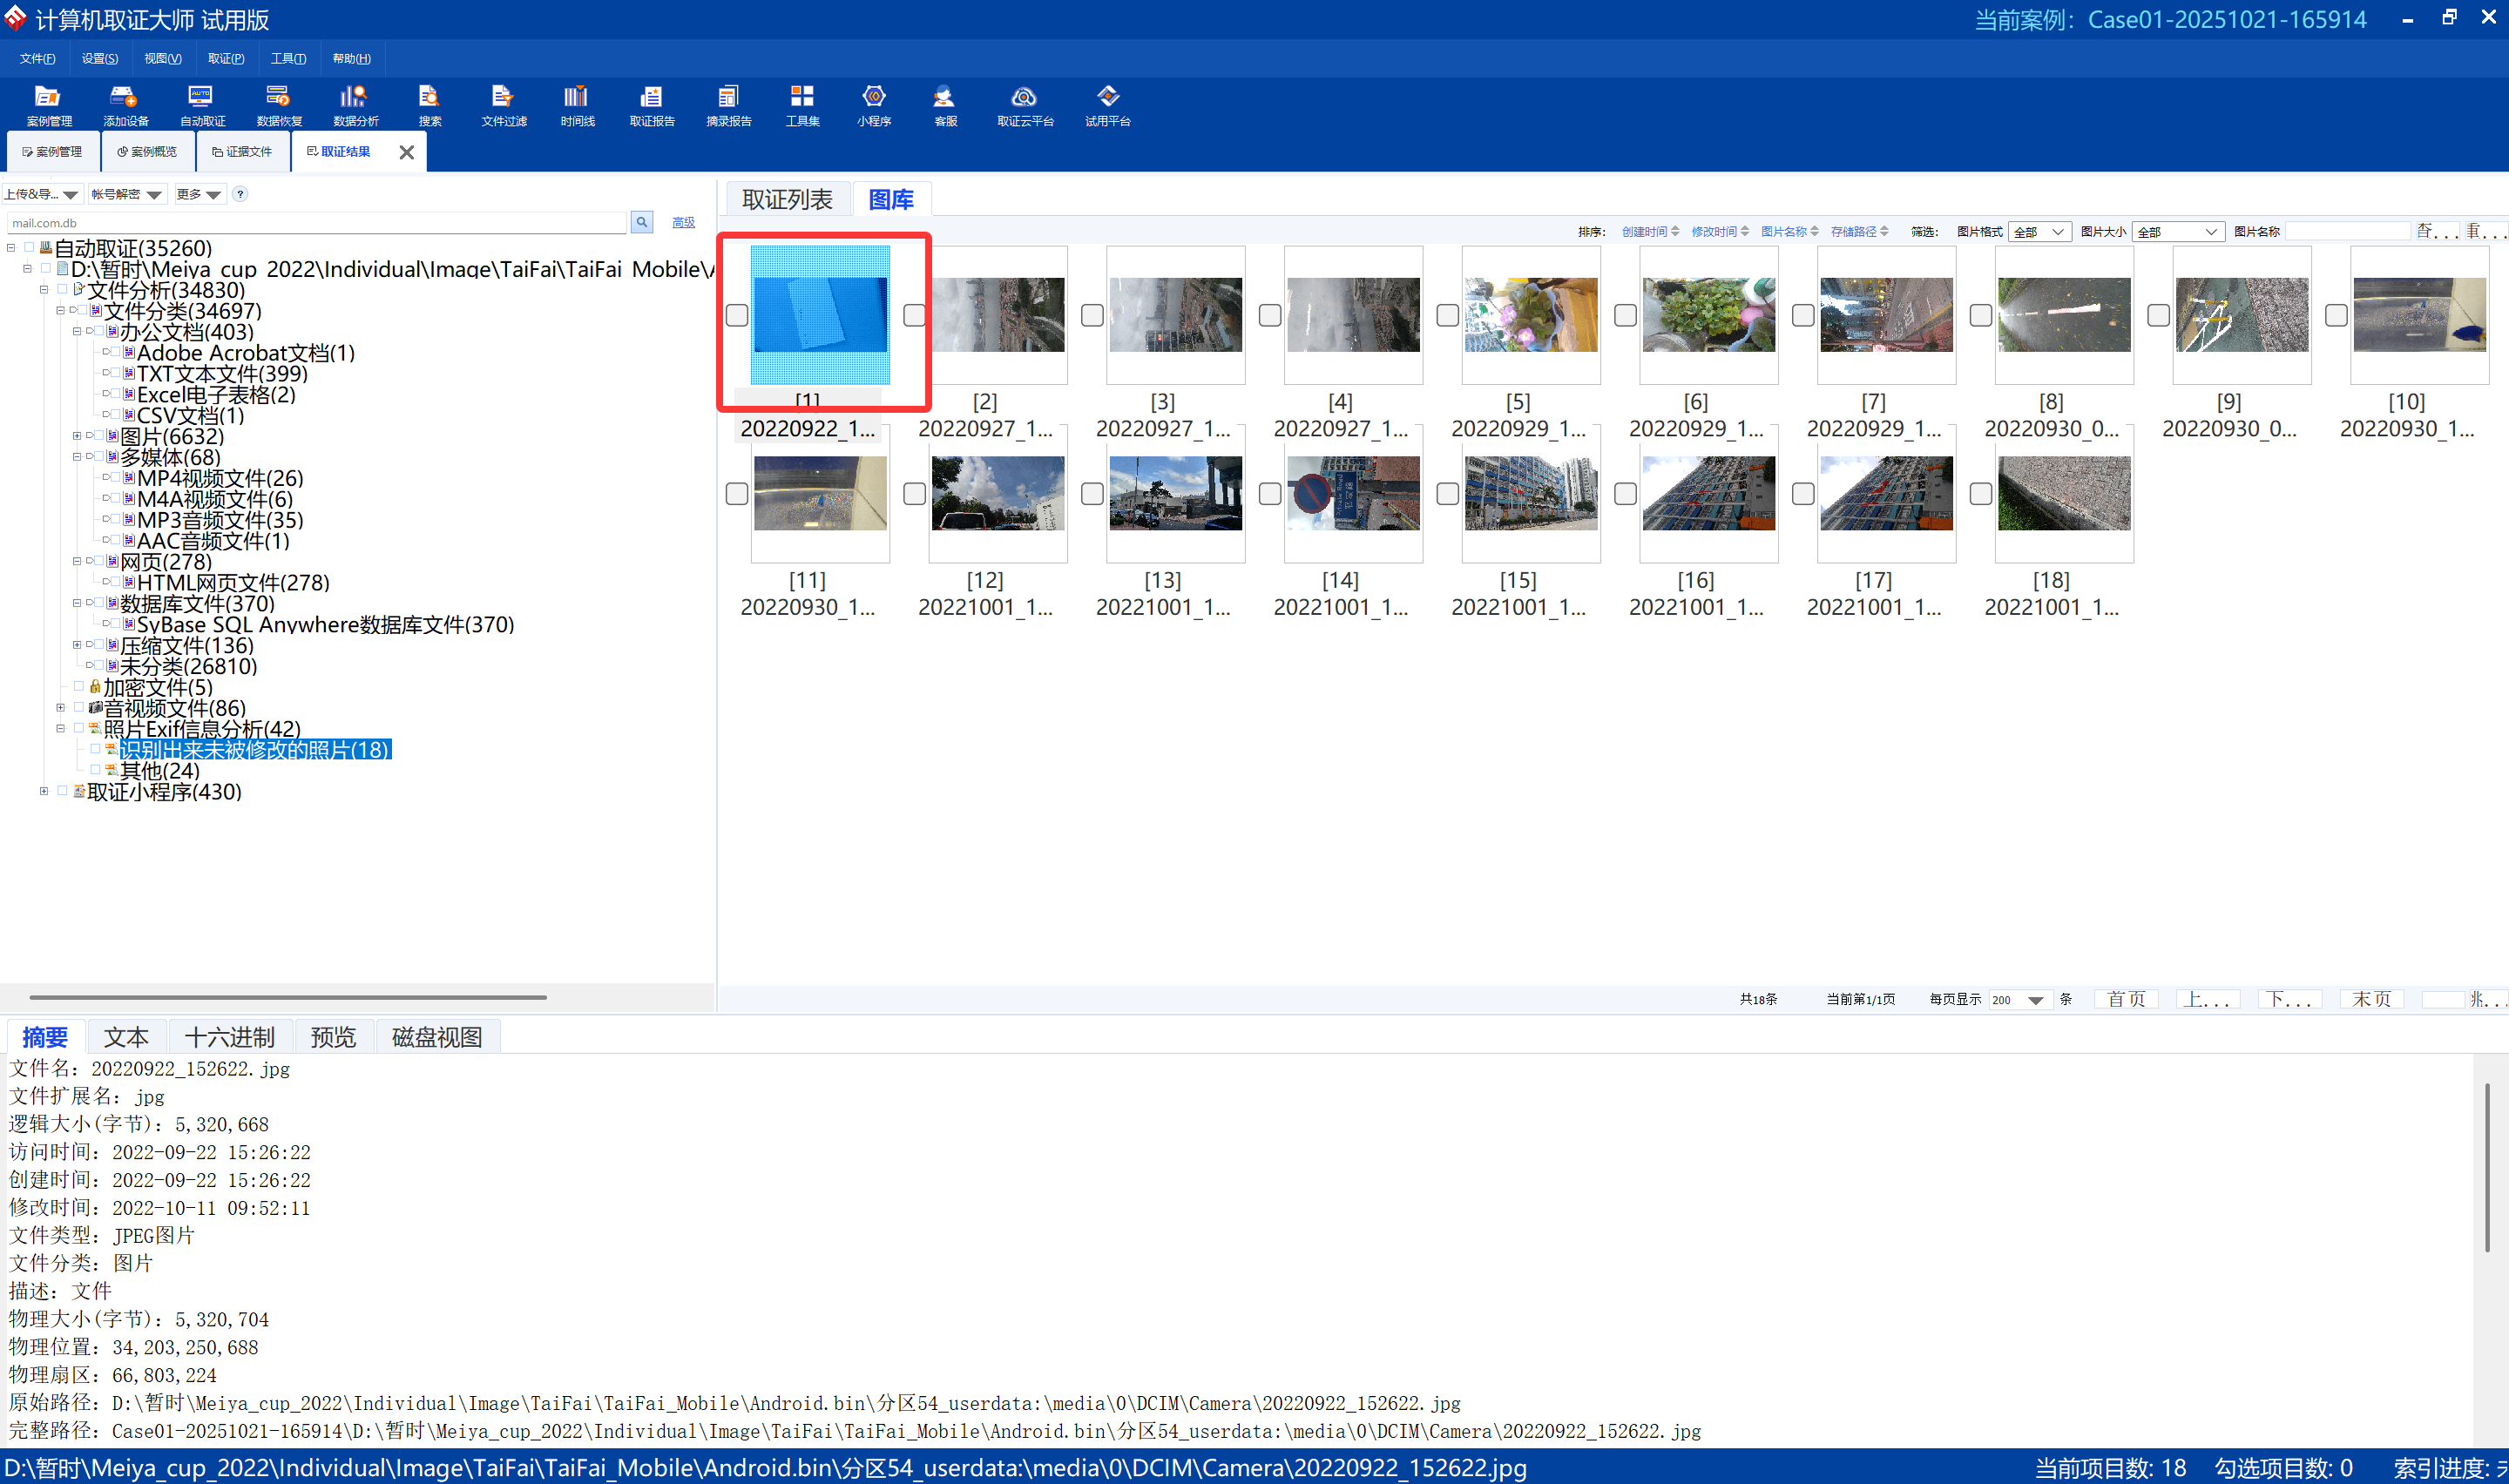 计算机取证大师 试用版
当前案例：Case01-20251021-165914
文件(F) 设置(S) 视图(V) 取证(P) 工具(T) 帮助(H)
案例管理 添加设备 自动取证 数据恢复 数据分析 搜索 文件过滤 时间线 取证报告 摘录报告 工具集 小程序 客服 取证云平台 试用平台
案例管理 案例概览 证据文件 取证结果
上传&导... 帐号解密 更多 ?
mail.com.db 高级
自动取证(35260)
D:\暂时\Meiya_cup_2022\Individual\Image\TaiFai\TaiFai_Mobile\
文件分析(34830)
文件分类(34697)
办公文档(403)
Adobe Acrobat文档(1)
TXT文本文件(399)
Excel电子表格(2)
CSV文档(1)
图片(6632)
多媒体(68)
MP4视频文件(26)
M4A视频文件(6)
MP3音频文件(35)
AAC音频文件(1)
网页(278)
HTML网页文件(278)
数据库文件(370)
SyBase SQL Anywhere数据库文件(370)
压缩文件(136)
未分类(26810)
加密文件(5)
音视频文件(86)
照片Exif信息分析(42)
识别出来未被修改的照片(18)
其他(24)
取证小程序(430)
取证列表 图库
排序： 创建时间 修改时间 图片名称 存储路径 筛选： 图片格式 全部 图片大小 全部 图片名称 查... 重...
[1] [2] [3] [4] [5] [6] [7] [8] [9] [10]
20220922_1... 20220927_1... 20220927_1... 20220927_1... 20220929_1... 20220929_1... 20220929_1... 20220930_0... 20220930_0... 20220930_1...
[11] [12] [13] [14] [15] [16] [17] [18]
20220930_1... 20221001_1... 20221001_1... 20221001_1... 20221001_1... 20221001_1... 20221001_1... 20221001_1...
共18条 当前第1/1页 每页显示 200 条 首页 上... 下... 末页 跳...
摘要 文本 十六进制 预览 磁盘视图
文件名：20220922_152622.jpg
文件扩展名：jpg
逻辑大小(字节)：5,320,668
访问时间：2022-09-22 15:26:22
创建时间：2022-09-22 15:26:22
修改时间：2022-10-11 09:52:11
文件类型：JPEG图片
文件分类：图片
描述：文件
物理大小(字节)：5,320,704
物理位置：34,203,250,688
物理扇区：66,803,224
原始路径：D:\暂时\Meiya_cup_2022\Individual\Image\TaiFai\TaiFai_Mobile\Android.bin\分区54_userdata:\media\0\DCIM\Camera\20220922_152622.jpg
完整路径：Case01-20251021-165914\D:\暂时\Meiya_cup_2022\Individual\Image\TaiFai\TaiFai_Mobile\Android.bin\分区54_userdata:\media\0\DCIM\Camera\20220922_152622.jpg
D:\暂时\Meiya_cup_2022\Individual\Image\TaiFai\TaiFai_Mobile\Android.bin\分区54_userdata:\media\0\DCIM\Camera\20220922_152622.jpg
当前项目数: 18 勾选项目数: 0 索引进度: